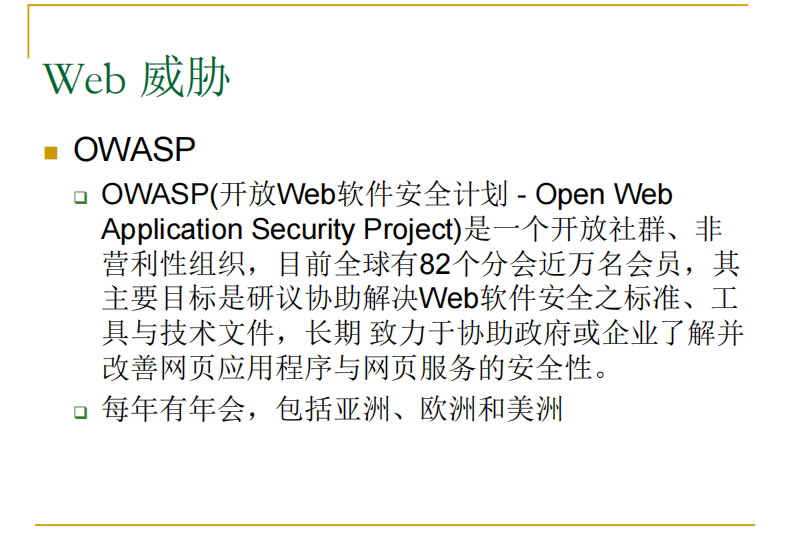 Web 威胁
OWASP
OWASP(开放Web软件安全计划 - Open Web
Application Security Project)是一个开放社群、非
营利性组织，目前全球有82个分会近万名会员，其
主要目标是研议协助解决Web软件安全之标准、工
具与技术文件，长期 致力于协助政府或企业了解并
改善网页应用程序与网页服务的安全性。
每年有年会，包括亚洲、欧洲和美洲